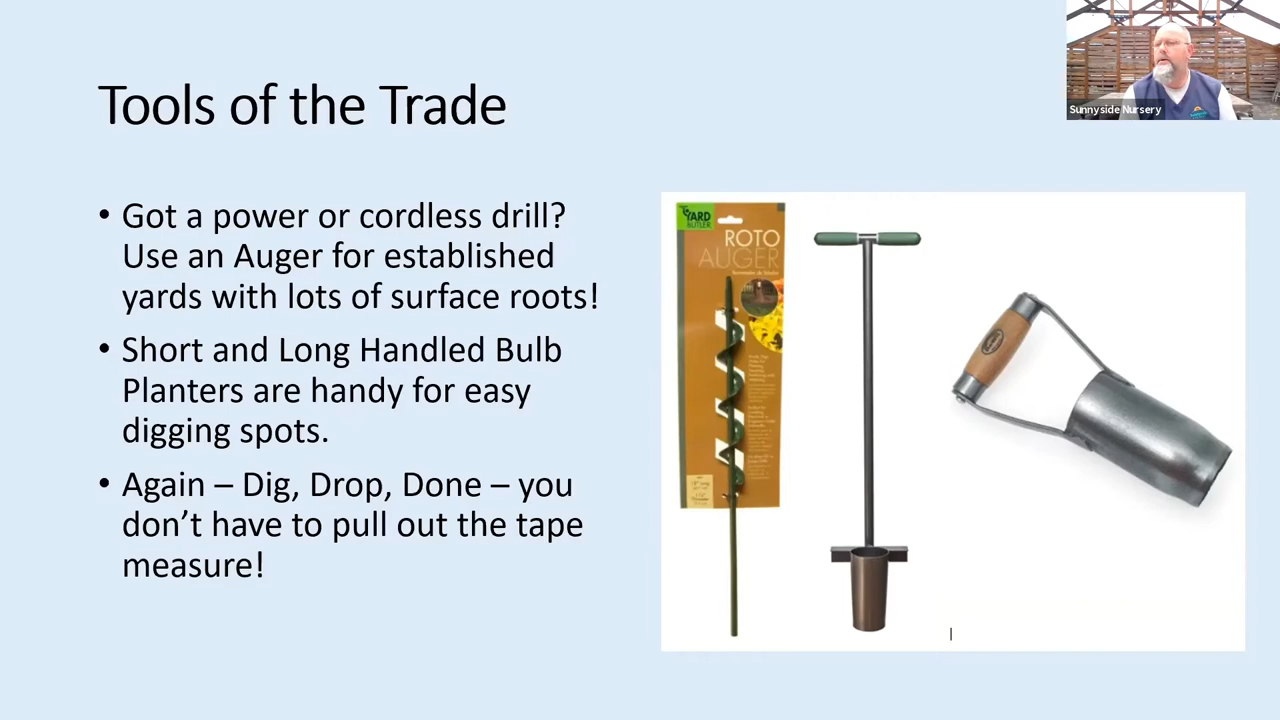 Tools of the Trade
Sunnyside Nursery
• Got a power or cordless drill?
Use an Auger for established
yards with lots of surface roots!
• Short and Long Handled Bulb
Planters are handy for easy
digging spots.
• Again – Dig, Drop, Done – you
don’t have to pull out the tape
measure!
YARD
BUTLER
ROTO
AUGER